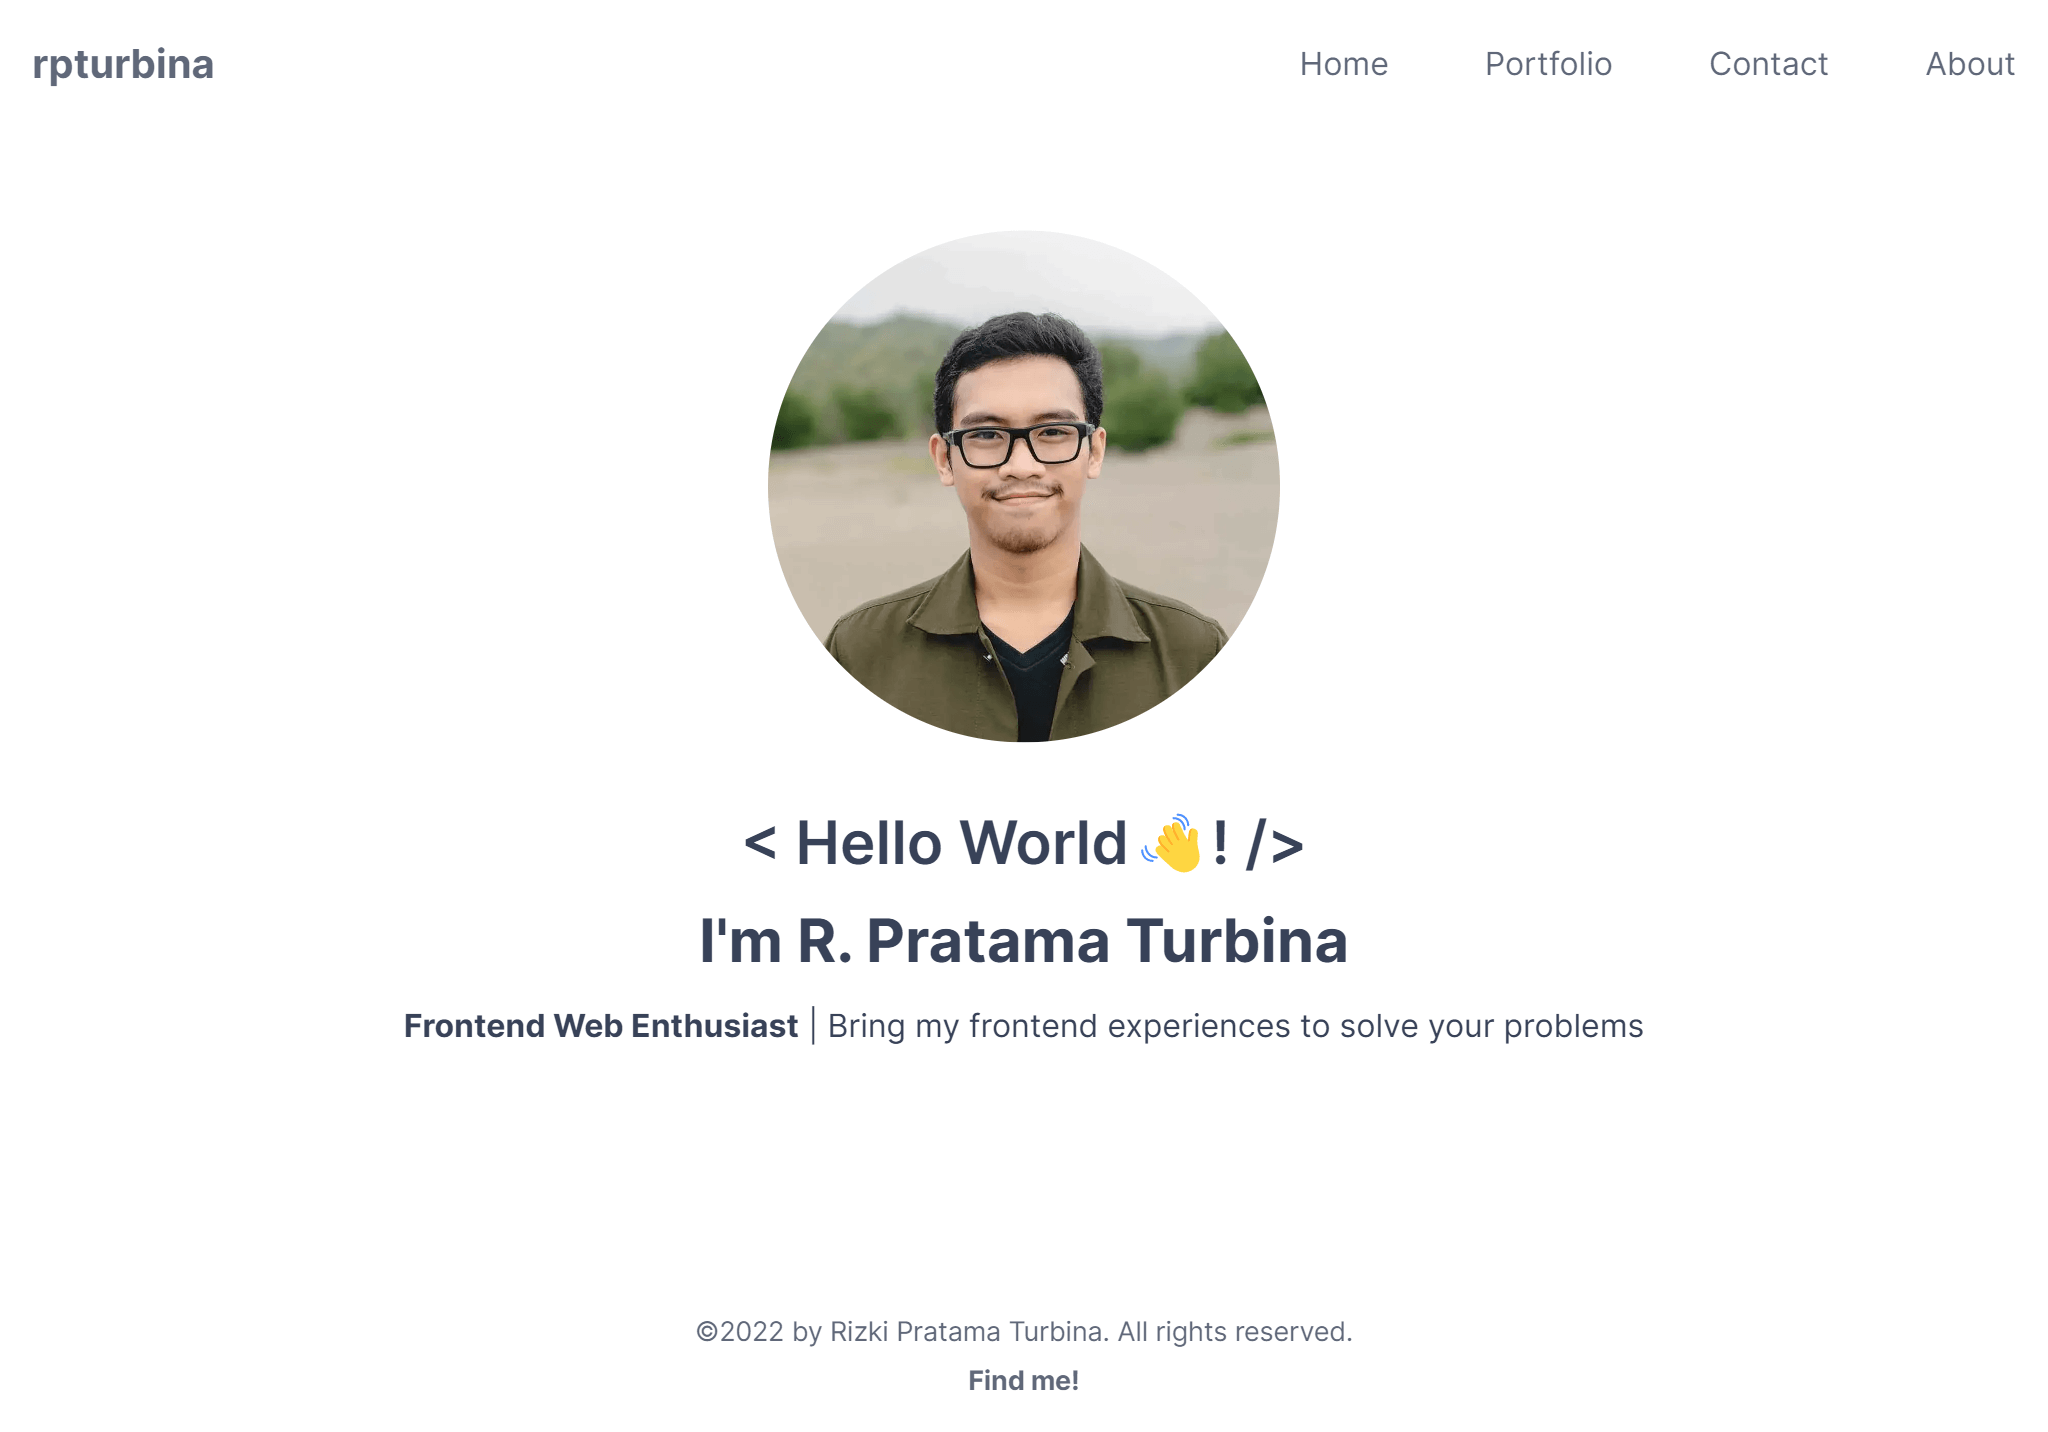 rpturbina
Home Portfolio Contact About
< Hello World 👋! />
I'm R. Pratama Turbina
Frontend Web Enthusiast | Bring my frontend experiences to solve your problems
©2022 by Rizki Pratama Turbina. All rights reserved.
Find me!